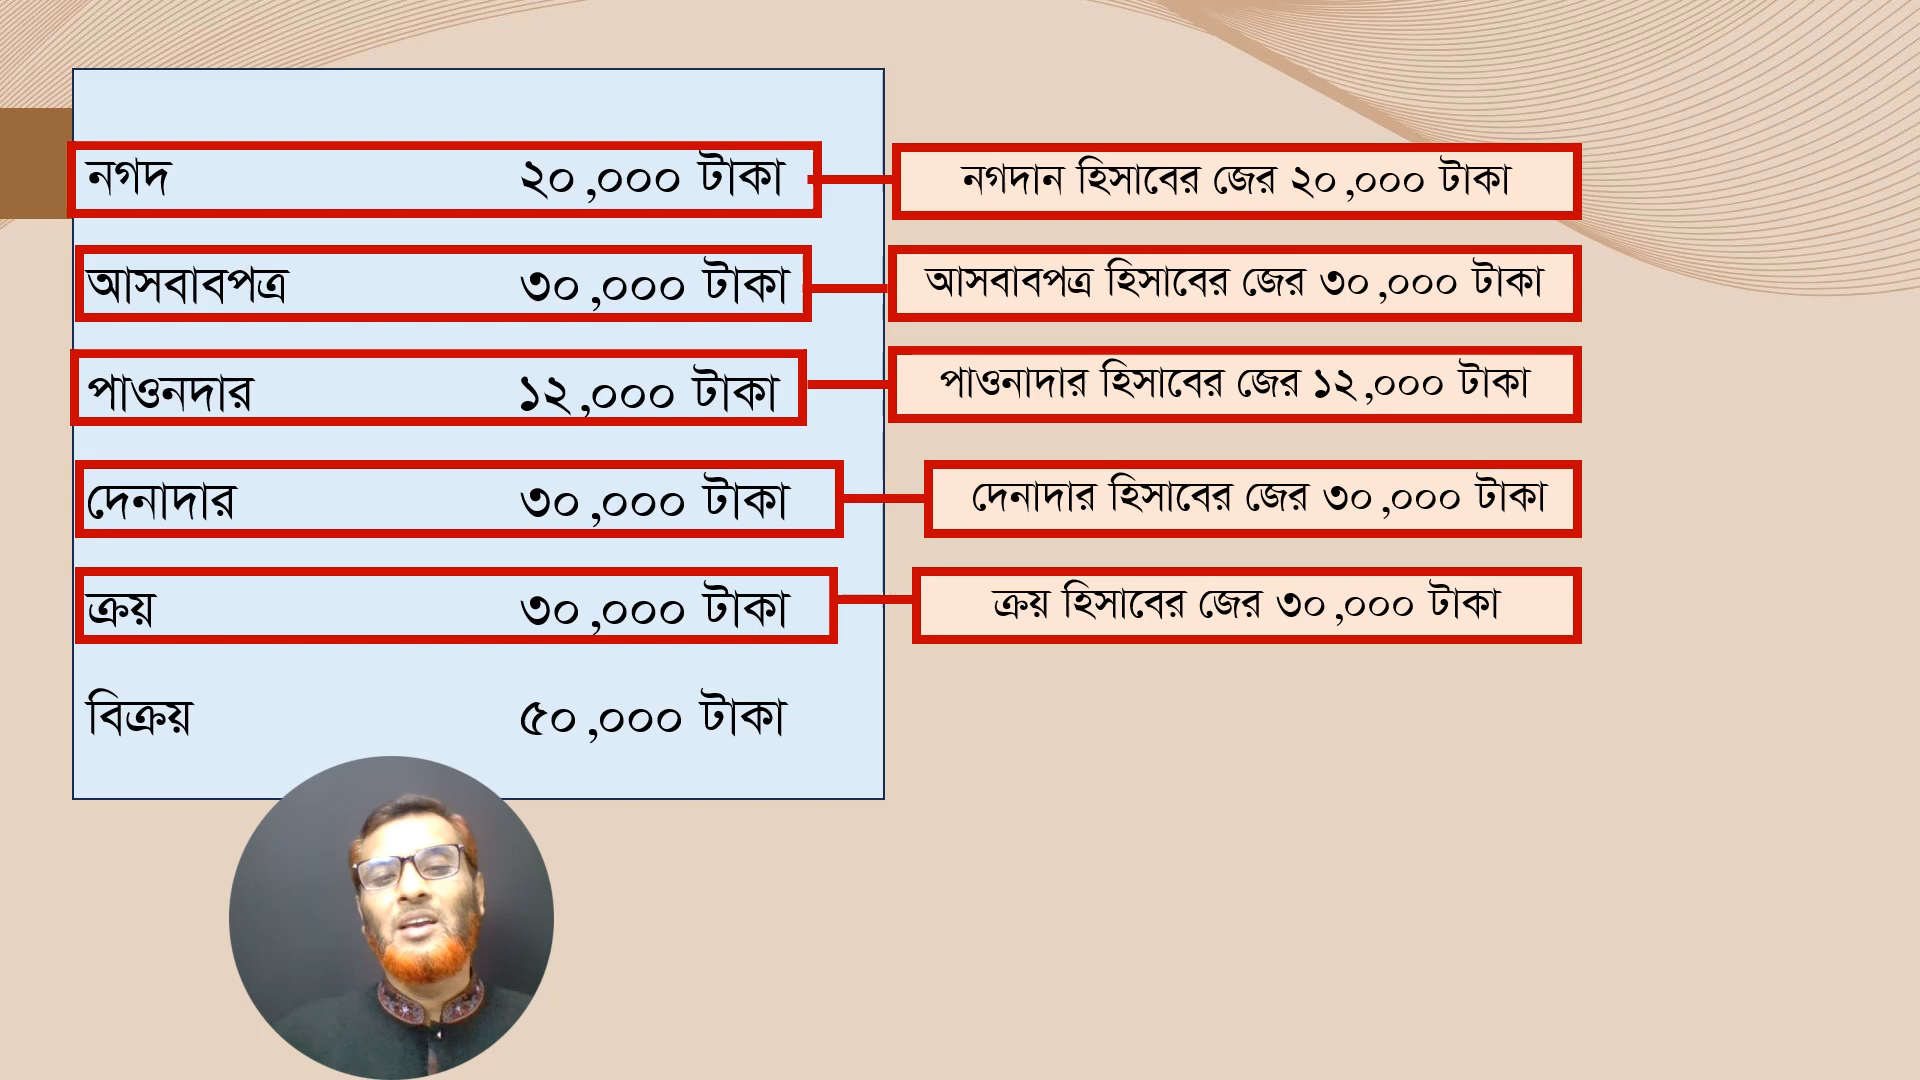 নগদ ২০,০০০ টাকা
নগদান হিসাবের জের ২০,০০০ টাকা
আসবাবপত্র ৩০,০০০ টাকা
আসবাবপত্র হিসাবের জের ৩০,০০০ টাকা
পাওনদার ১২,০০০ টাকা
পাওনাদার হিসাবের জের ১২,০০০ টাকা
দেনাদার ৩০,০০০ টাকা
দেনাদার হিসাবের জের ৩০,০০০ টাকা
ক্রয় ৩০,০০০ টাকা
ক্রয় হিসাবের জের ৩০,০০০ টাকা
বিক্রয় ৫০,০০০ টাকা